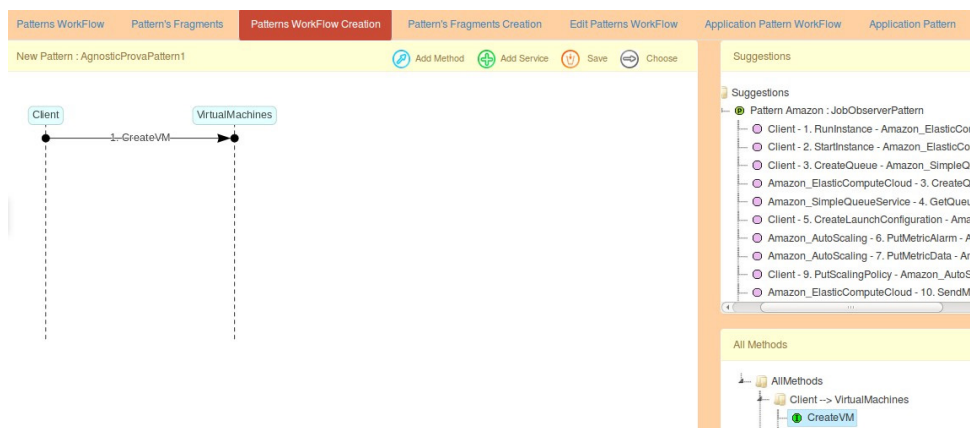 Patterns WorkFlow Pattern's Fragments Patterns WorkFlow Creation Pattern's Fragments Creation Edit Patterns WorkFlow Application Pattern WorkFlow Application Pattern
New Pattern : AgnosticProvaPattern1 Add Method Add Service Save Choose
Client VirtualMachines
1. CreateVM
Suggestions
Suggestions
Pattern Amazon : JobObserverPattern
Client - 1. RunInstance - Amazon_ElasticCo
Client - 2. StartInstance - Amazon_ElasticCo
Client - 3. CreateQueue - Amazon_SimpleQ
Amazon_ElasticComputeCloud - 3. CreateQ
Amazon_SimpleQueueService - 4. GetQueu
Client - 5. CreateLaunchConfiguration - Ama
Amazon_AutoScaling - 6. PutMetricAlarm - A
Amazon_AutoScaling - 7. PutMetricData - A
Client - 9. PutScalingPolicy - Amazon_AutoS
Amazon_ElasticComputeCloud - 10. SendM
All Methods
AllMethods
Client --> VirtualMachines
CreateVM